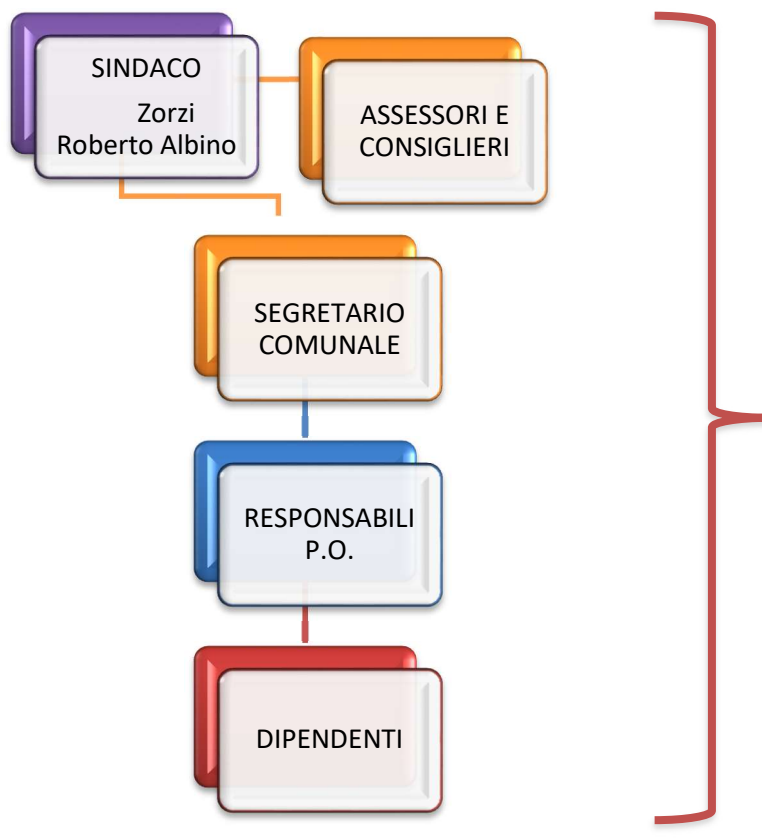 SINDACO
Zorzi
Roberto Albino
ASSESSORI E
CONSIGLIERI
SEGRETARIO
COMUNALE
RESPONSABILI
P.O.
DIPENDENTI